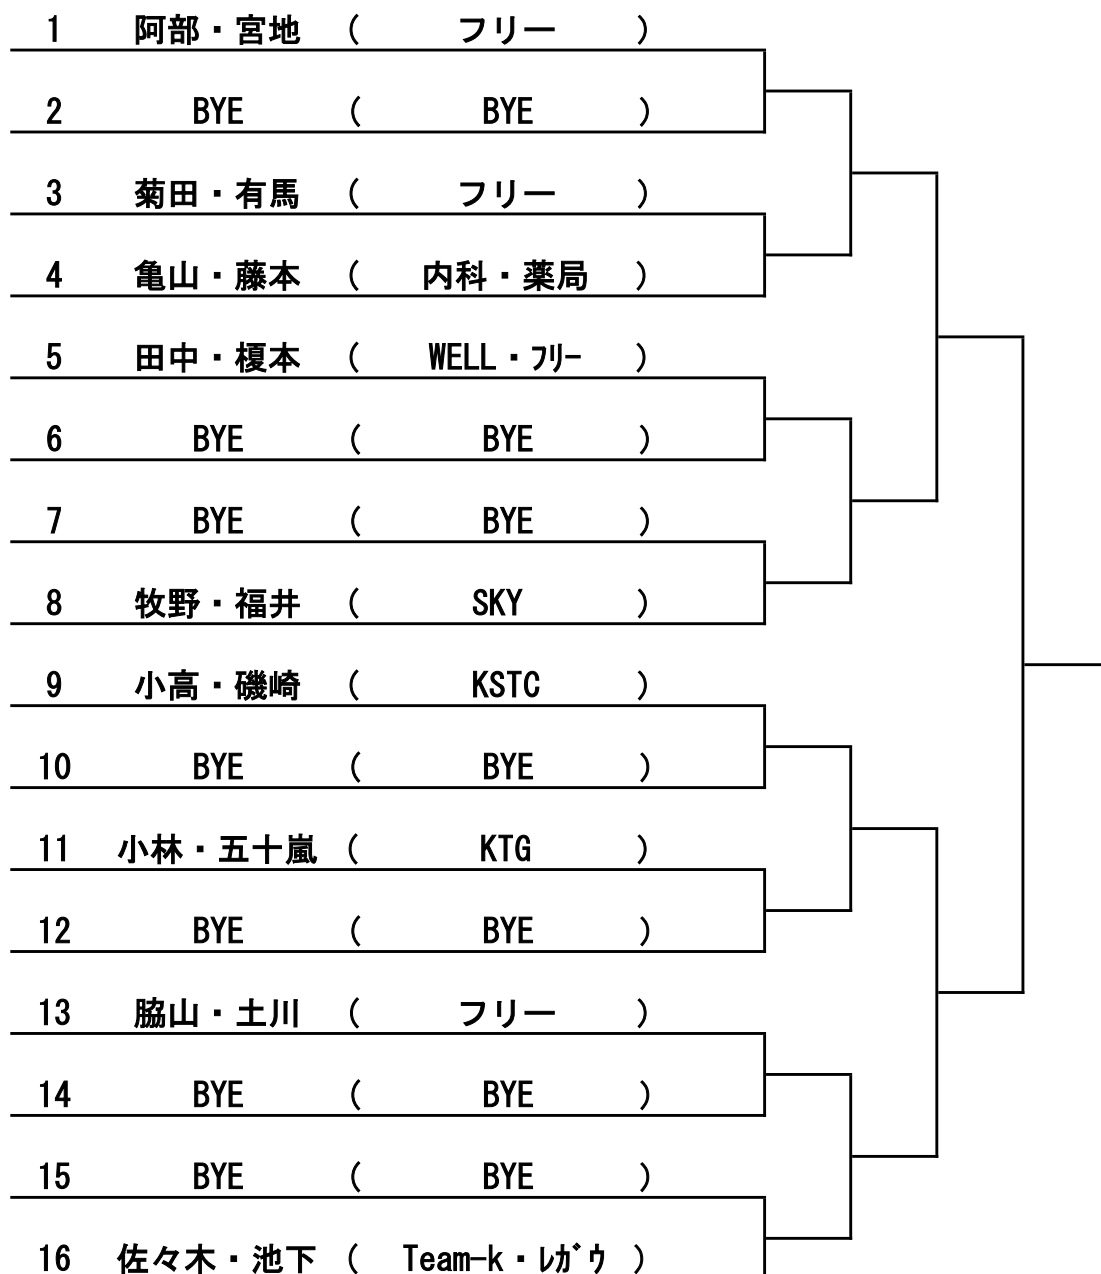 1 阿部・宮地 ( フリー )
2 BYE ( BYE )
3 菊田・有馬 ( フリー )
4 亀山・藤本 ( 内科・薬局 )
5 田中・榎本 ( WELL・ﾌﾘｰ )
6 BYE ( BYE )
7 BYE ( BYE )
8 牧野・福井 ( SKY )
9 小高・磯崎 ( KSTC )
10 BYE ( BYE )
11 小林・五十嵐 ( KTG )
12 BYE ( BYE )
13 脇山・土川 ( フリー )
14 BYE ( BYE )
15 BYE ( BYE )
16 佐々木・池下 ( Team-k・ﾚｶﾞｳ )